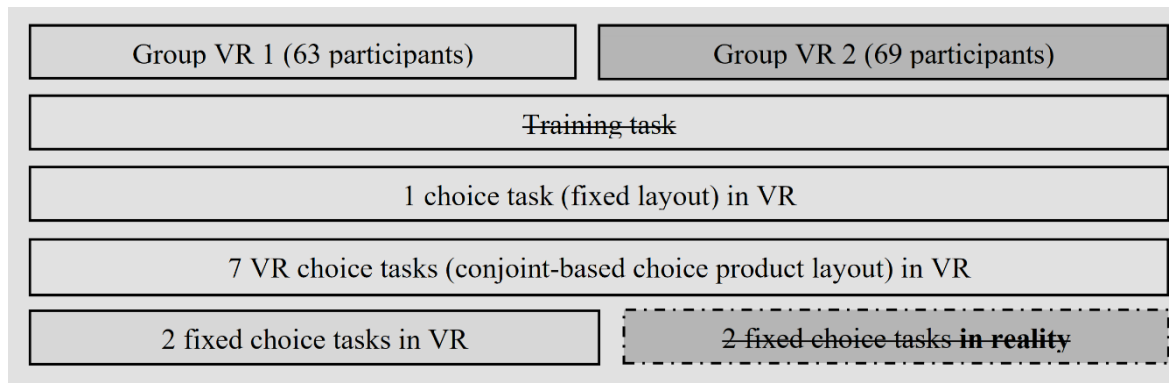 Group VR 1 (63 participants)
Group VR 2 (69 participants)
Training task
1 choice task (fixed layout) in VR
7 VR choice tasks (conjoint-based choice product layout) in VR
2 fixed choice tasks in VR
2 fixed choice tasks in reality